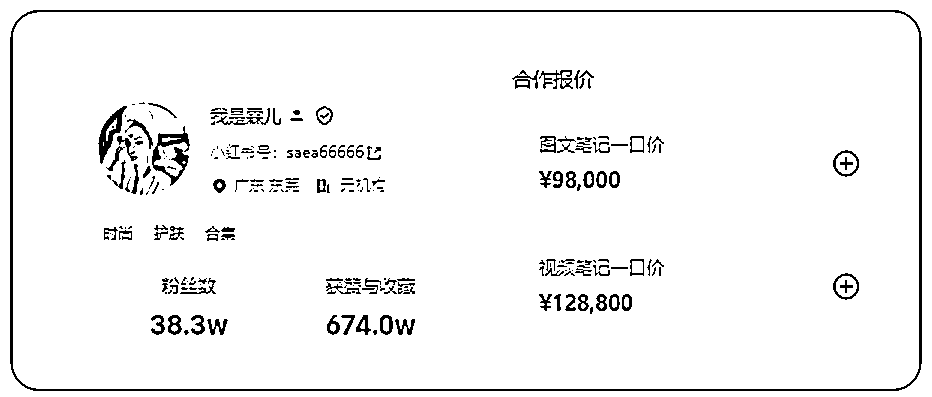 合作报价
我是霖儿
小红书号：saea66666
广东 东莞 无机构
时尚 护肤 合集
粉丝数 获赞与收藏
38.3w 674.0w
图文笔记一口价
¥98,000
视频笔记一口价
¥128,800